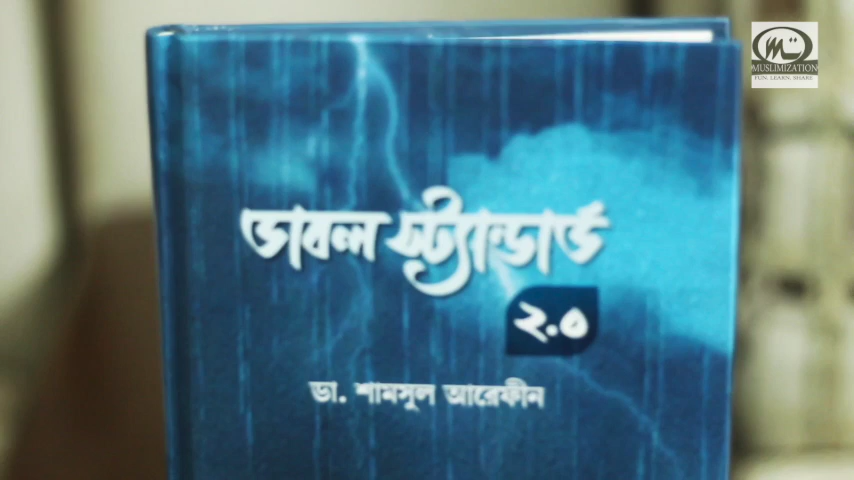 MUSLIMIZATION
FUN. LEARN. SHARE
ডাবল স্ট্যান্ডার্ড
২.০
ডা. শামসুল আরেফীন